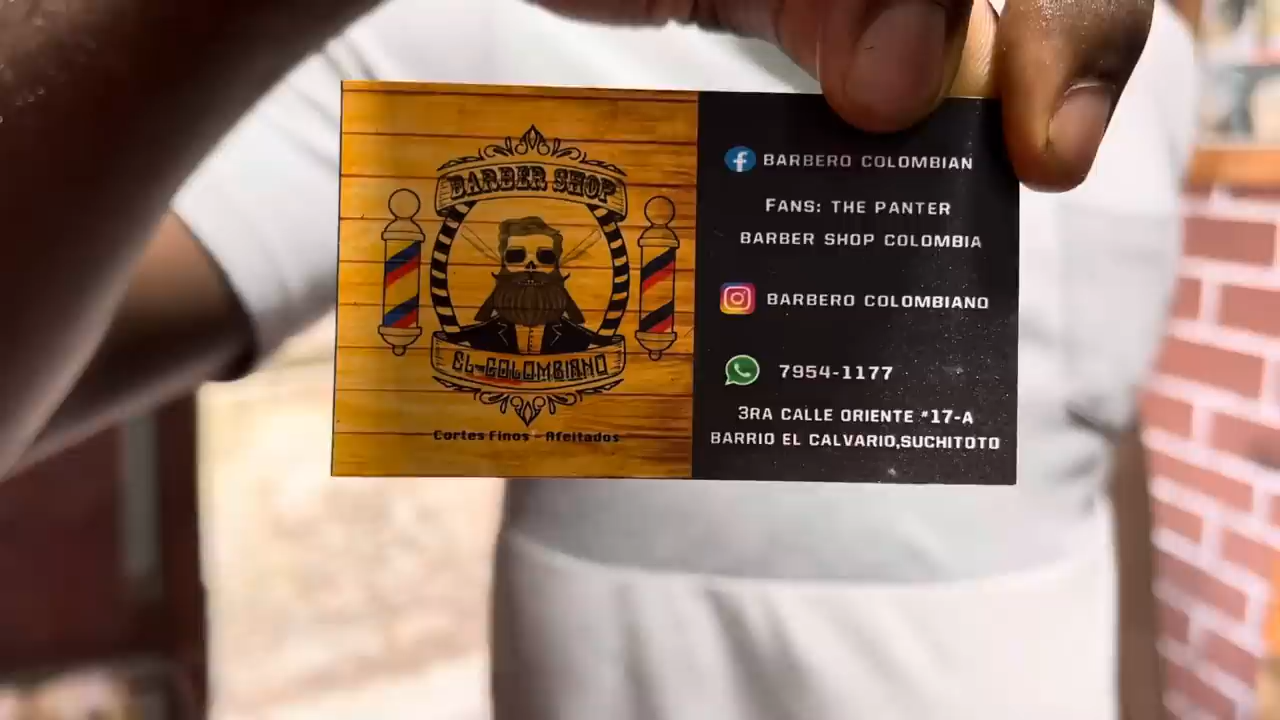 BARBER SHOP
EL COLOMBIANO
Cortes Finos - Afeitados
BARBERO COLOMBIAN
FANS: THE PANTER
BARBER SHOP COLOMBIA
BARBERO COLOMBIANO
7954-1177
3RA CALLE ORIENTE #17-A
BARRIO EL CALVARIO,SUCHITOTO